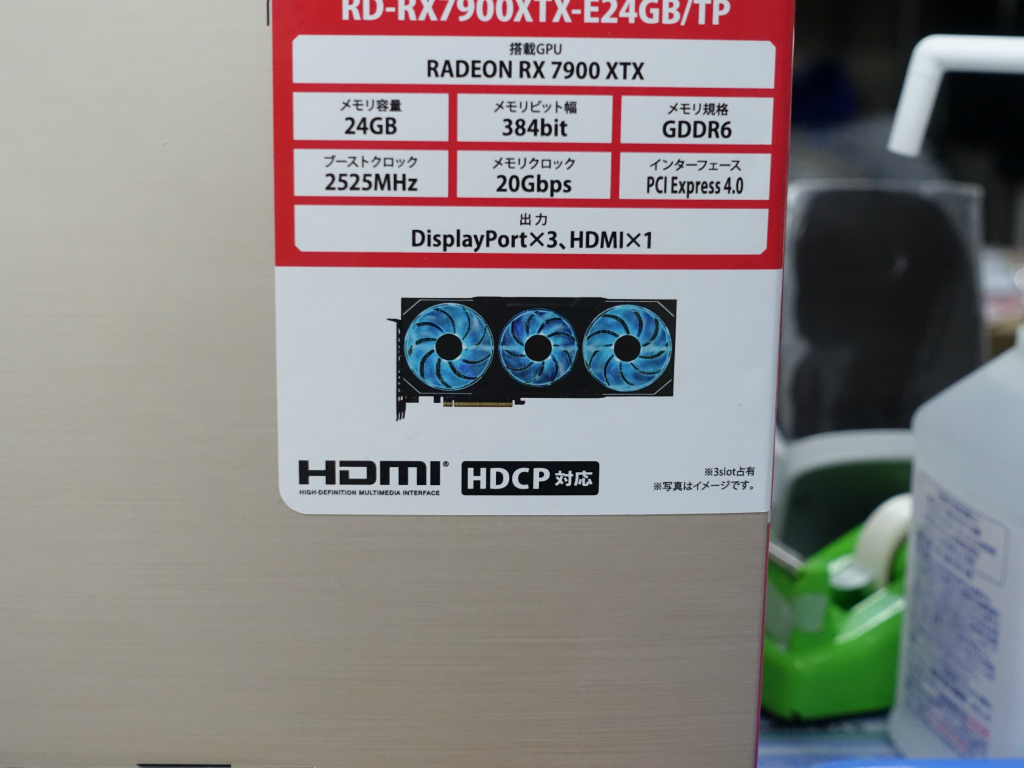 RD-RX7900XTX-E24GB/TP
搭載GPU
RADEON RX 7900 XTX
メモリ容量
24GB
メモリビット幅
384bit
メモリ規格
GDDR6
ブーストクロック
2525MHz
メモリクロック
20Gbps
インターフェース
PCI Express 4.0
出力
DisplayPort×3、HDMI×1
HDMI®
HIGH-DEFINITION MULTIMEDIA INTERFACE
HDCP 対応
※3slot占有
※写真はイメージです。